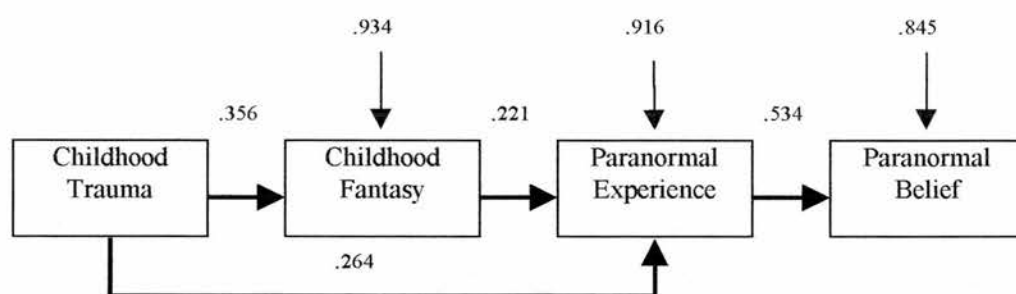 .934
.916
.845
.356
.221
.534
Childhood
Trauma
Childhood
Fantasy
Paranormal
Experience
Paranormal
Belief
.264